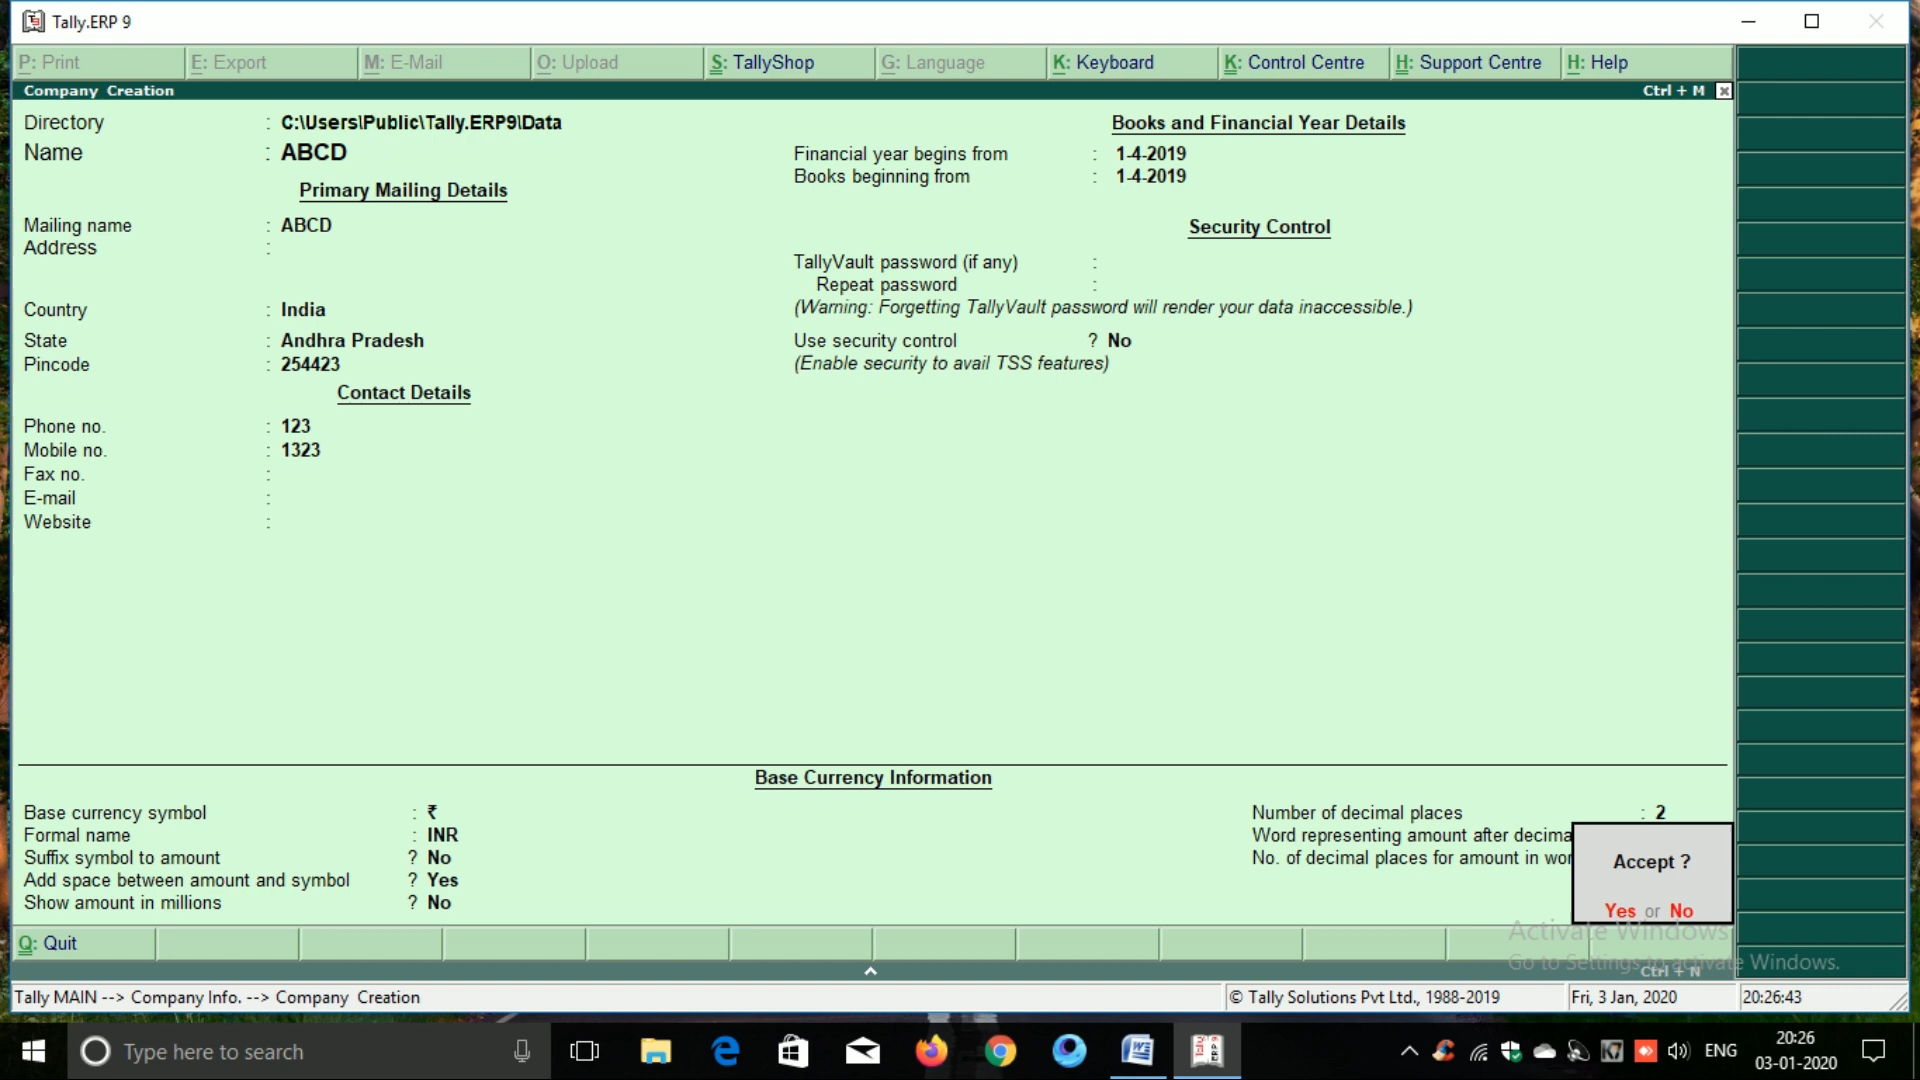 Tally.ERP 9
P: Print E: Export M: E-Mail O: Upload S: TallyShop G: Language K: Keyboard K: Control Centre H: Support Centre H: Help
Company Creation Ctrl + M
Directory : C:\Users\Public\Tally.ERP9\Data
Name : ABCD
Primary Mailing Details
Mailing name : ABCD
Address :
Country : India
State : Andhra Pradesh
Pincode : 254423
Contact Details
Phone no. : 123
Mobile no. : 1323
Fax no. :
E-mail :
Website :
Books and Financial Year Details
Financial year begins from : 1-4-2019
Books beginning from : 1-4-2019
Security Control
TallyVault password (if any) :
Repeat password :
(Warning: Forgetting TallyVault password will render your data inaccessible.)
Use security control ? No
(Enable security to avail TSS features)
Base Currency Information
Base currency symbol : ₹
Formal name : INR
Suffix symbol to amount ? No
Add space between amount and symbol ? Yes
Show amount in millions ? No
Number of decimal places : 2
Word representing amount after decima
No. of decimal places for amount in wor
Accept ?
Yes or No
Activate Windows
Go to Settings to activate Windows.
Q: Quit
Ctrl + N
Tally MAIN --> Company Info. --> Company Creation © Tally Solutions Pvt Ltd., 1988-2019 Fri, 3 Jan, 2020 20:26:43
Type here to search
ENG
20:26
03-01-2020